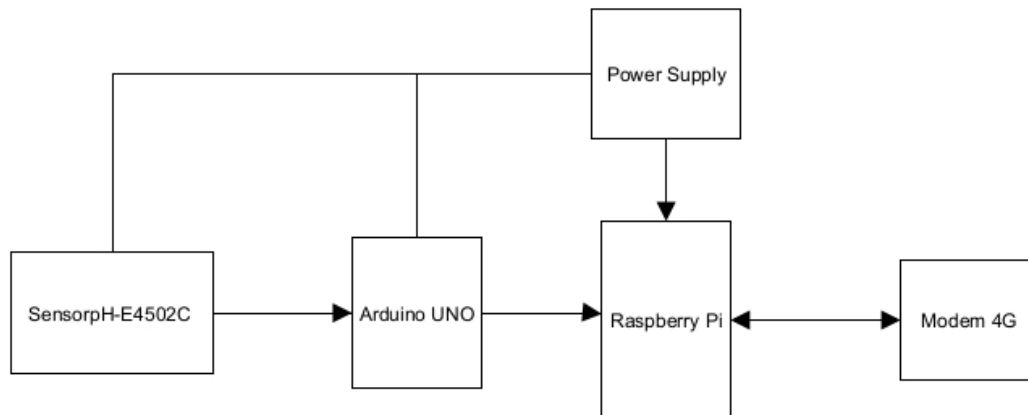 Power Supply
SensorpH-E4502C
Arduino UNO
Raspberry Pi
Modem 4G